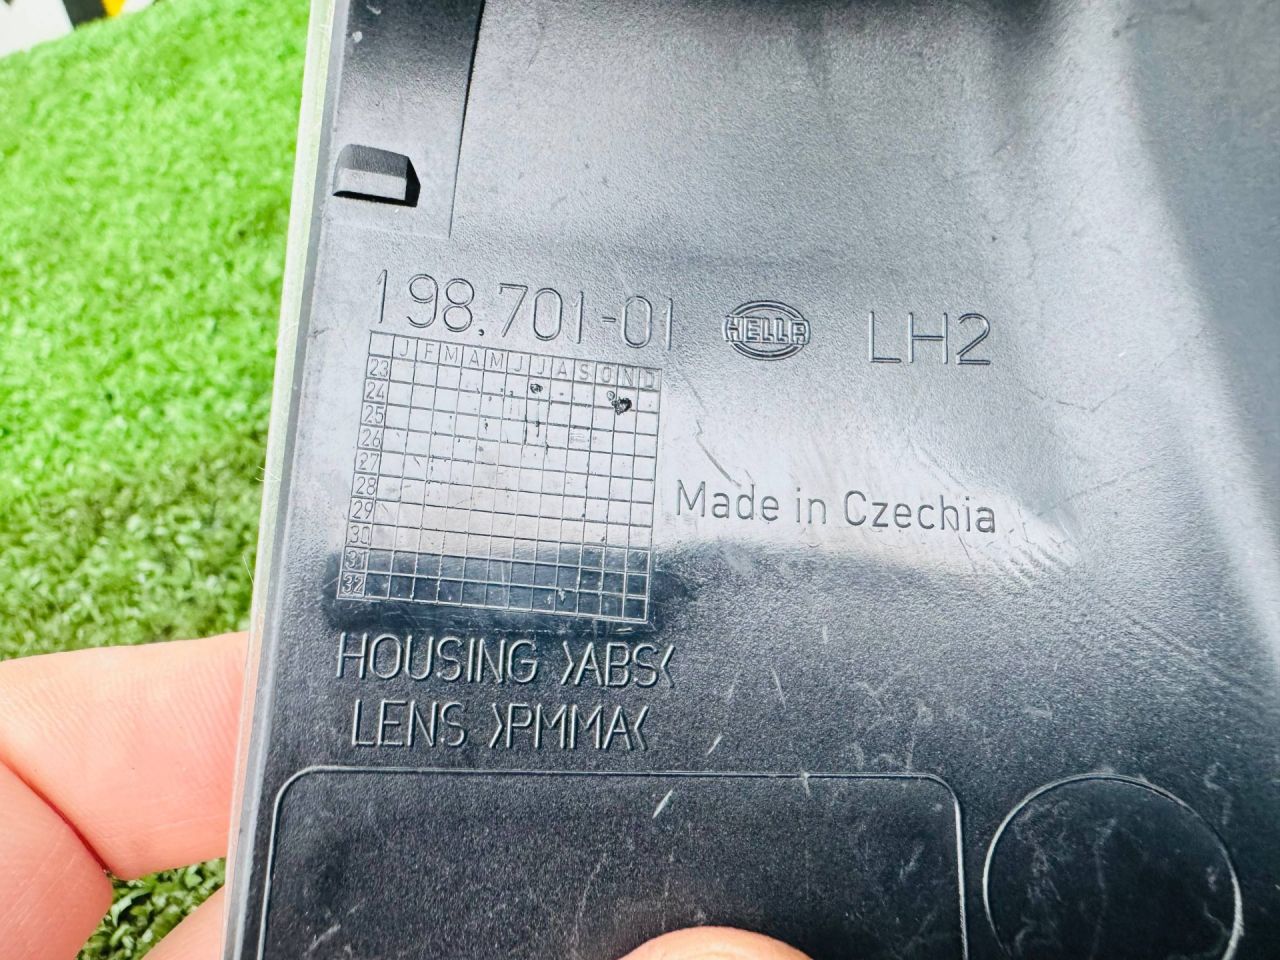 198.701-01 HELLA LH2
J F M A M J J A S O N D
23
24
25
26
27
28
29
30
31
32
Made in Czechia
HOUSING >ABS<
LENS >PMMA<